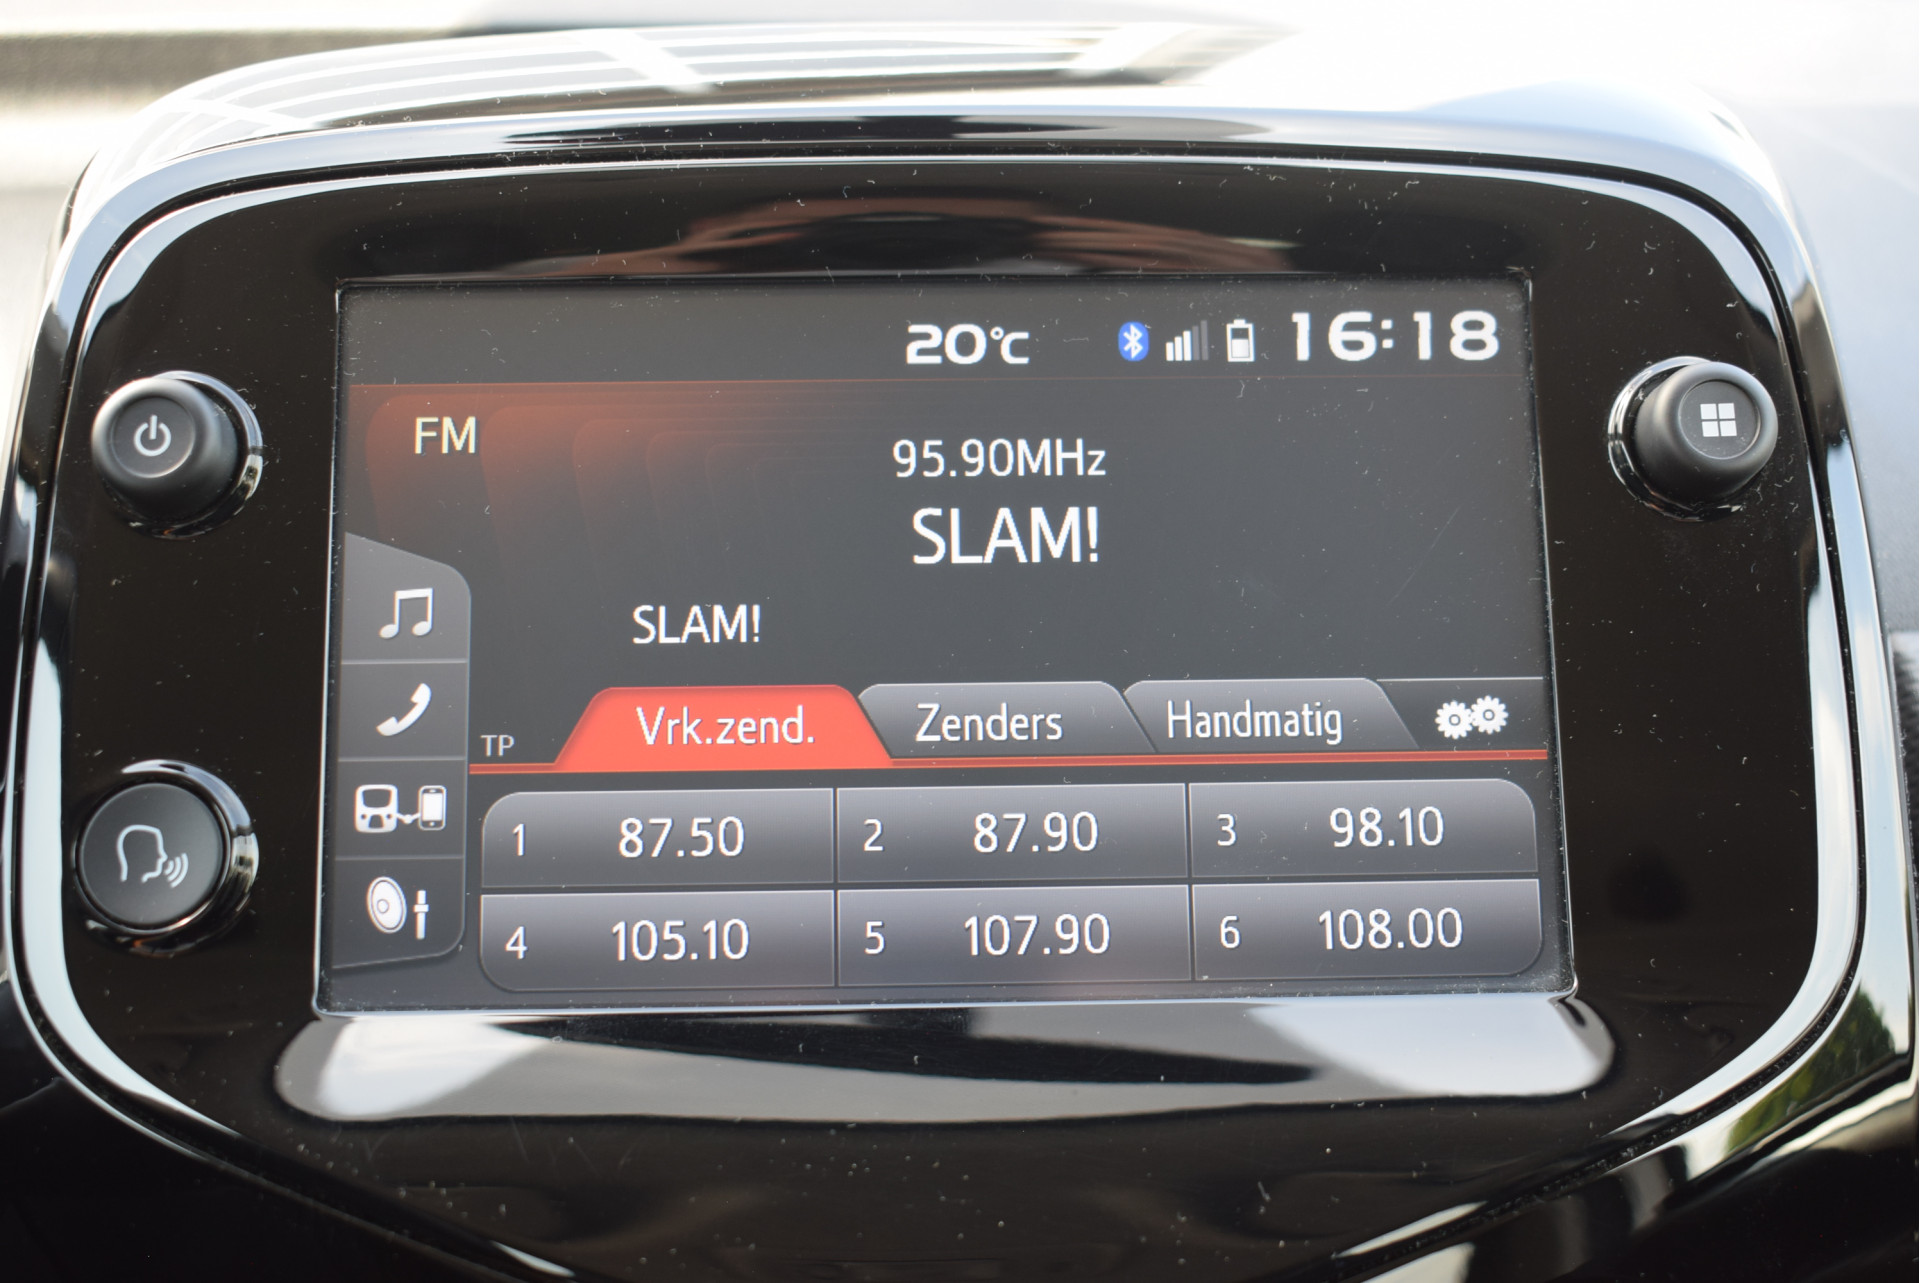 20°C 16:18
FM
95.90MHz
SLAM!
SLAM!
TP Vrk.zend. Zenders Handmatig
1 87.50 2 87.90 3 98.10
4 105.10 5 107.90 6 108.00